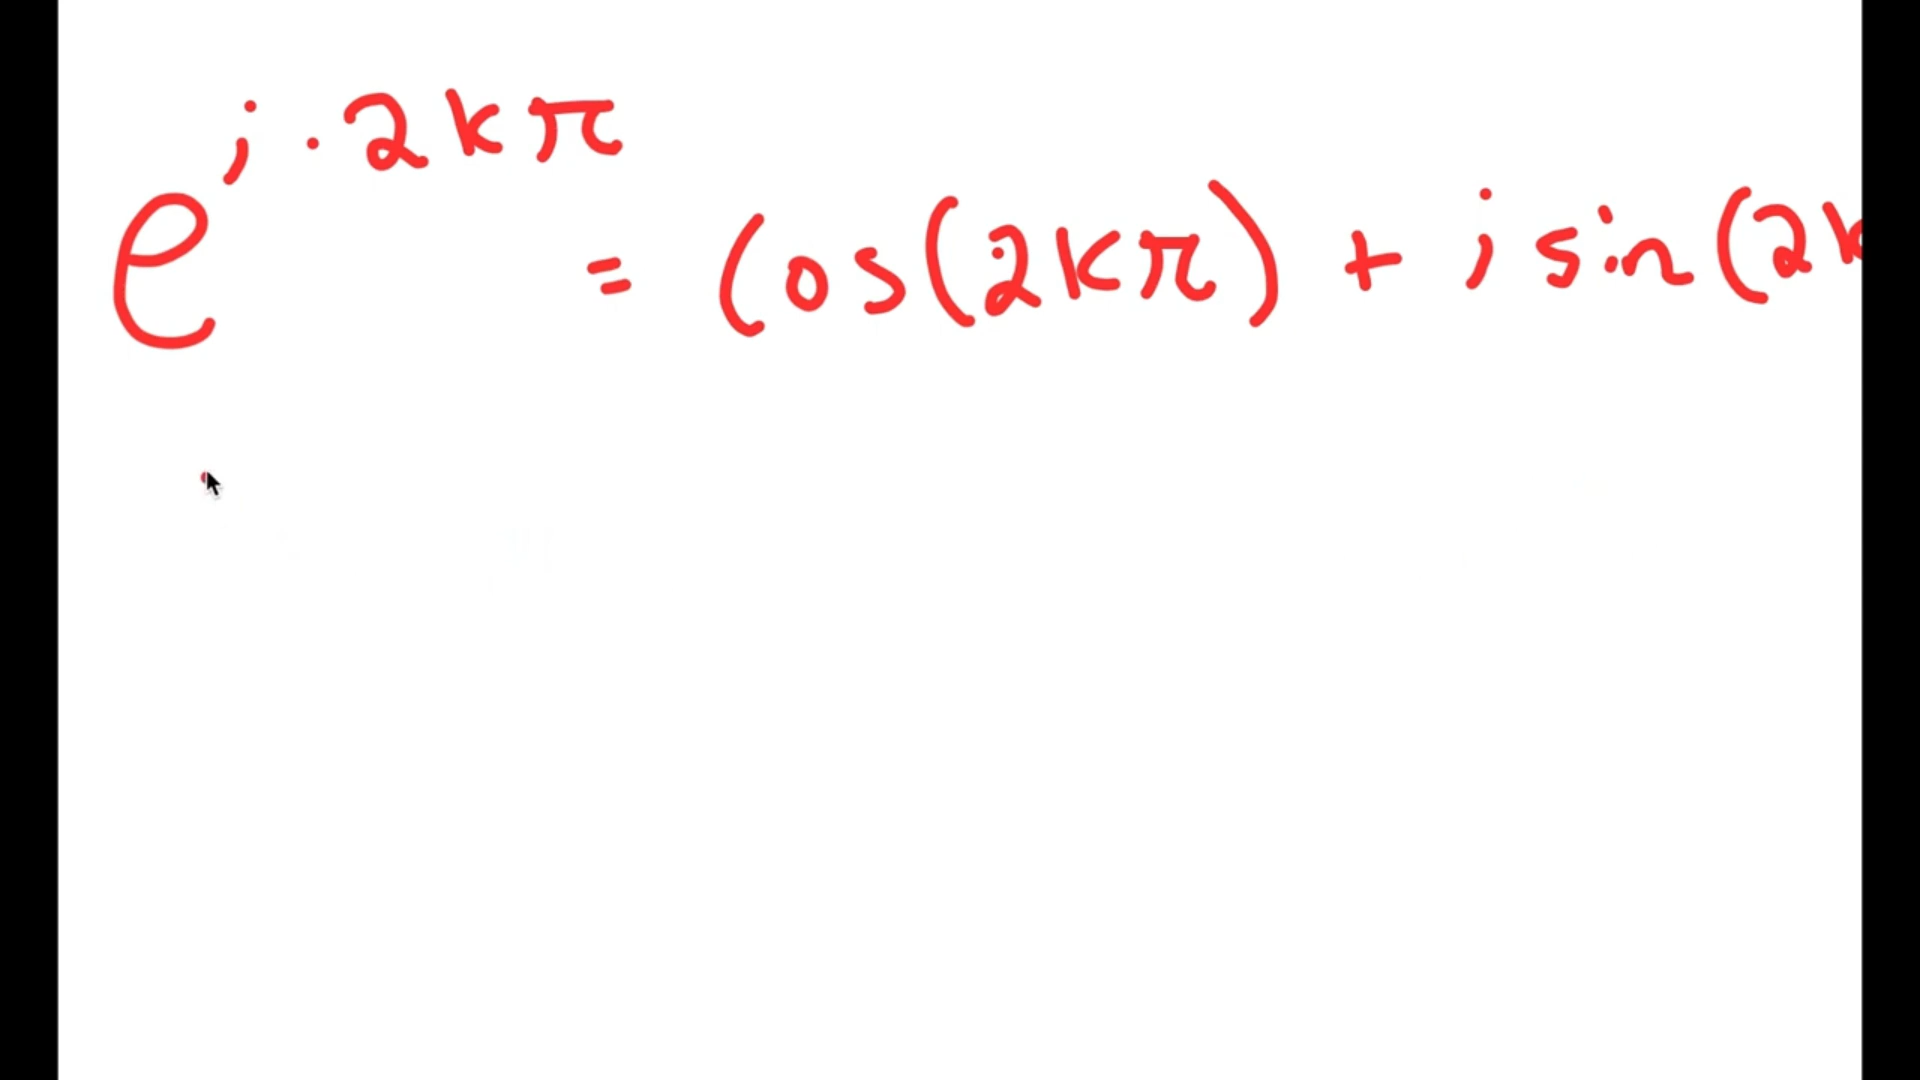 e^{i·2kπ} = cos(2kπ) + i sin(2k